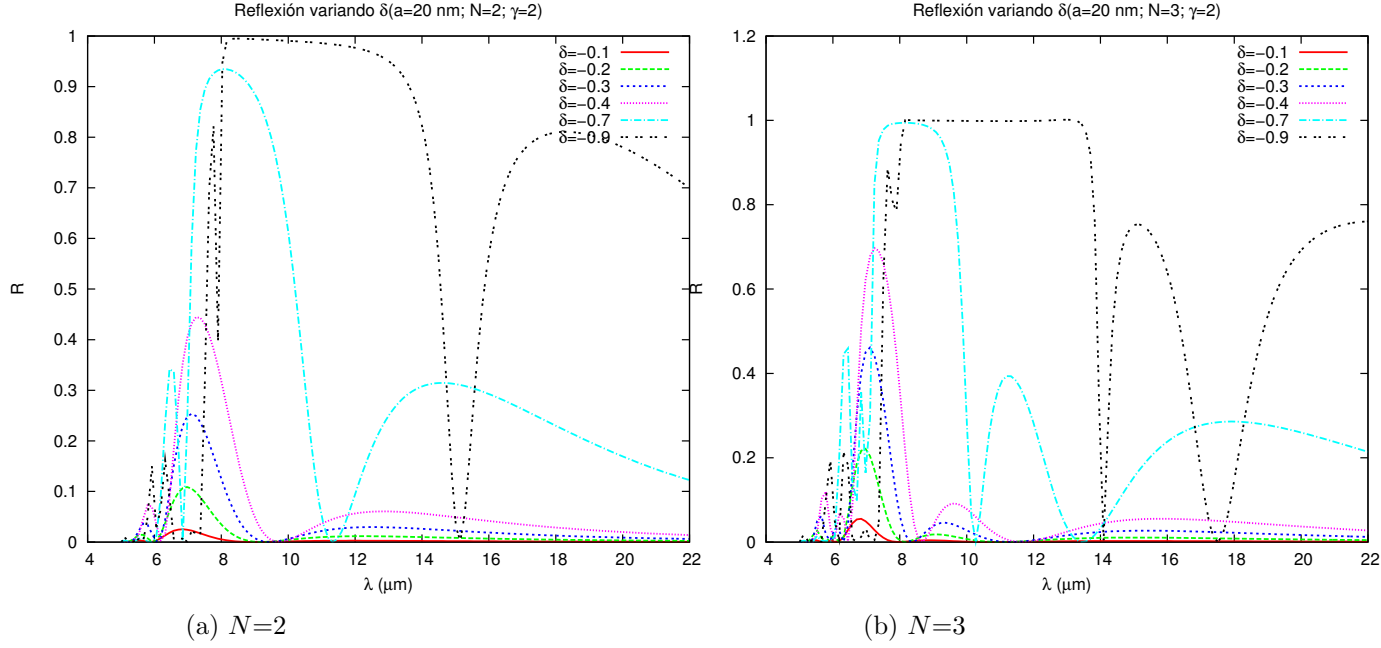 Reflexión variando δ(a=20 nm; N=2; γ=2)
1
0.9
0.8
0.7
0.6
0.5
0.4
0.3
0.2
0.1
0
R
4 6 8 10 12 14 16 18 20 22
λ (μm)
δ=−0.1
δ=−0.2
δ=−0.3
δ=−0.4
δ=−0.7
δ=−0.9
(a) N=2
Reflexión variando δ(a=20 nm; N=3; γ=2)
1.2
1
0.8
0.6
0.4
0.2
0
R
4 6 8 10 12 14 16 18 20 22
λ (μm)
δ=−0.1
δ=−0.2
δ=−0.3
δ=−0.4
δ=−0.7
δ=−0.9
(b) N=3